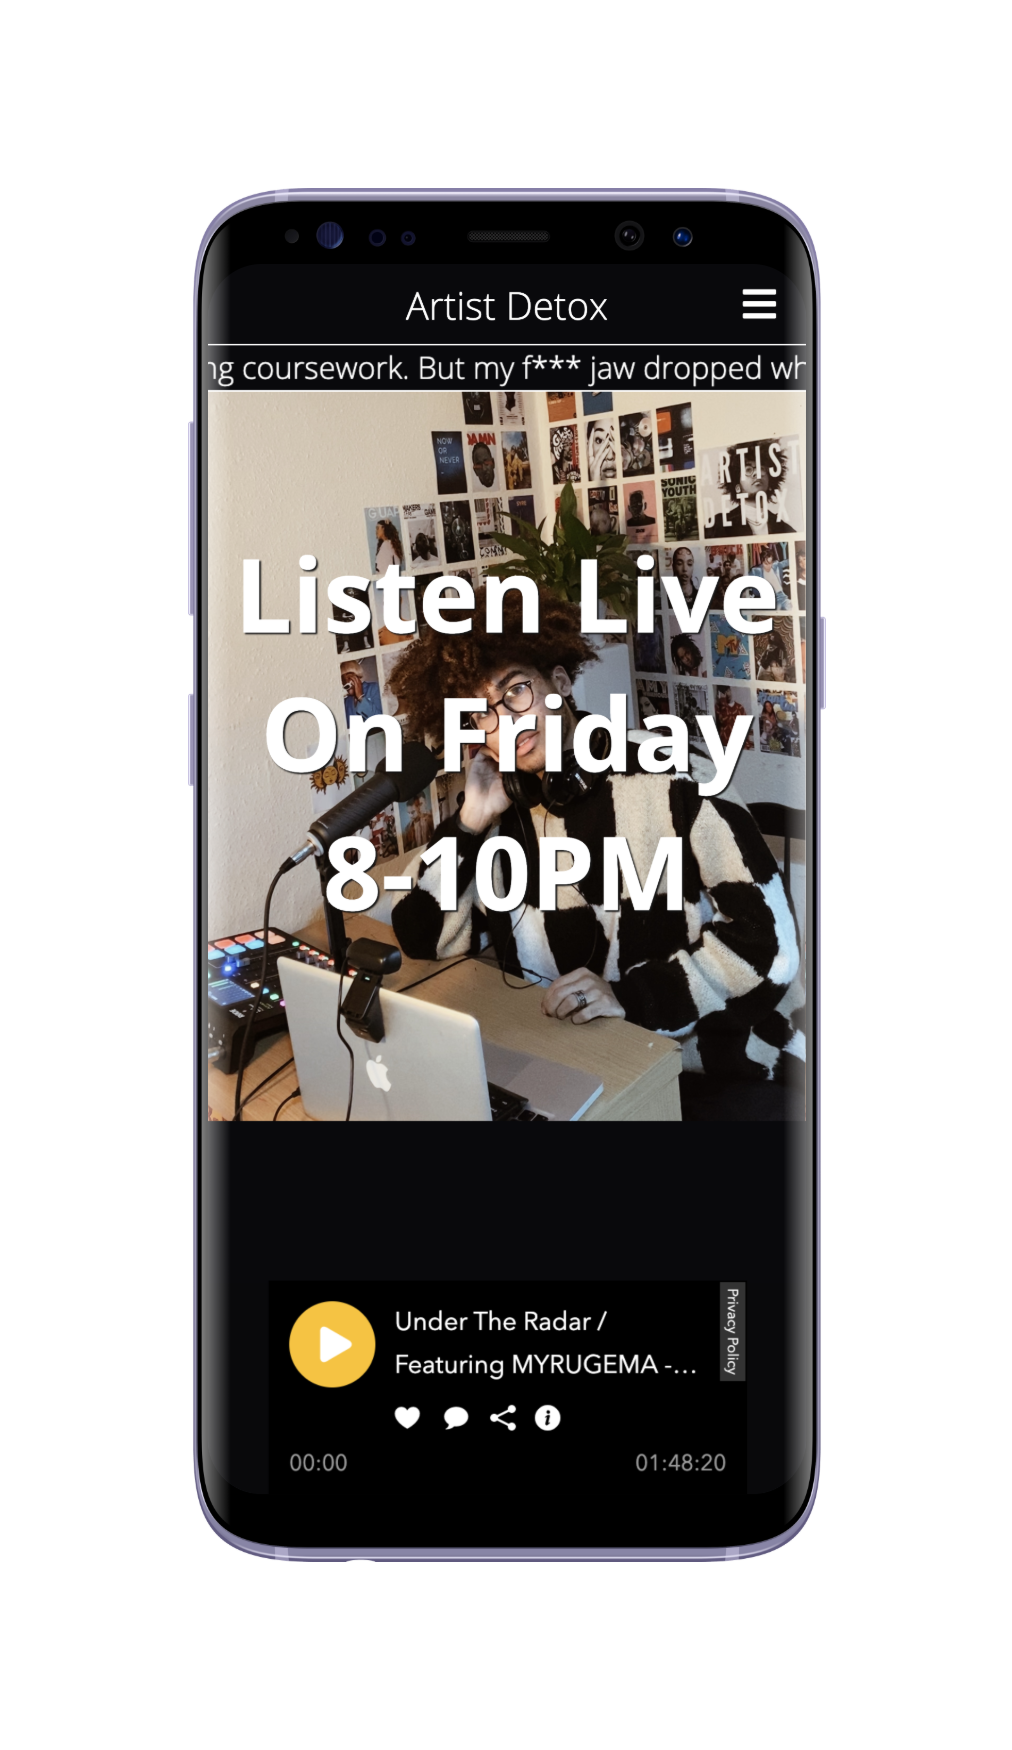 Artist Detox
ng coursework. But my f*** jaw dropped wh
NOW
OR
NEVER
DAMN
GUAP
SONIC
YOUTH
ARTIST
DETOX
Listen Live
On Friday
8-10PM
Under The Radar /
Featuring MYRUGEMA -...
Privacy Policy
00:00
01:48:20